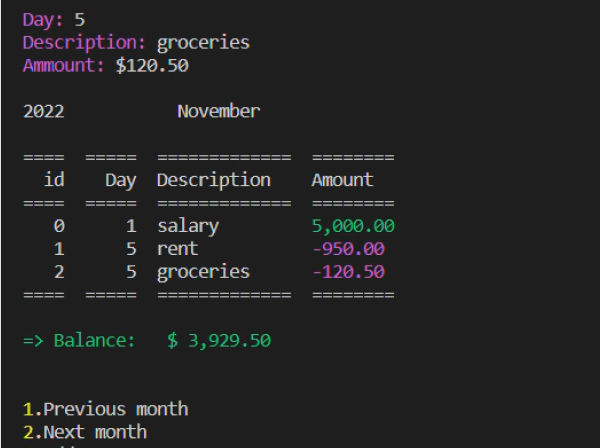 Day: 5
Description: groceries
Ammount: $120.50
2022 November
==== ===== ============= ========
id Day Description Amount
==== ===== ============= ========
0 1 salary 5,000.00
1 5 rent -950.00
2 5 groceries -120.50
==== ===== ============= ========
=> Balance: $ 3,929.50
1.Previous month
2.Next month